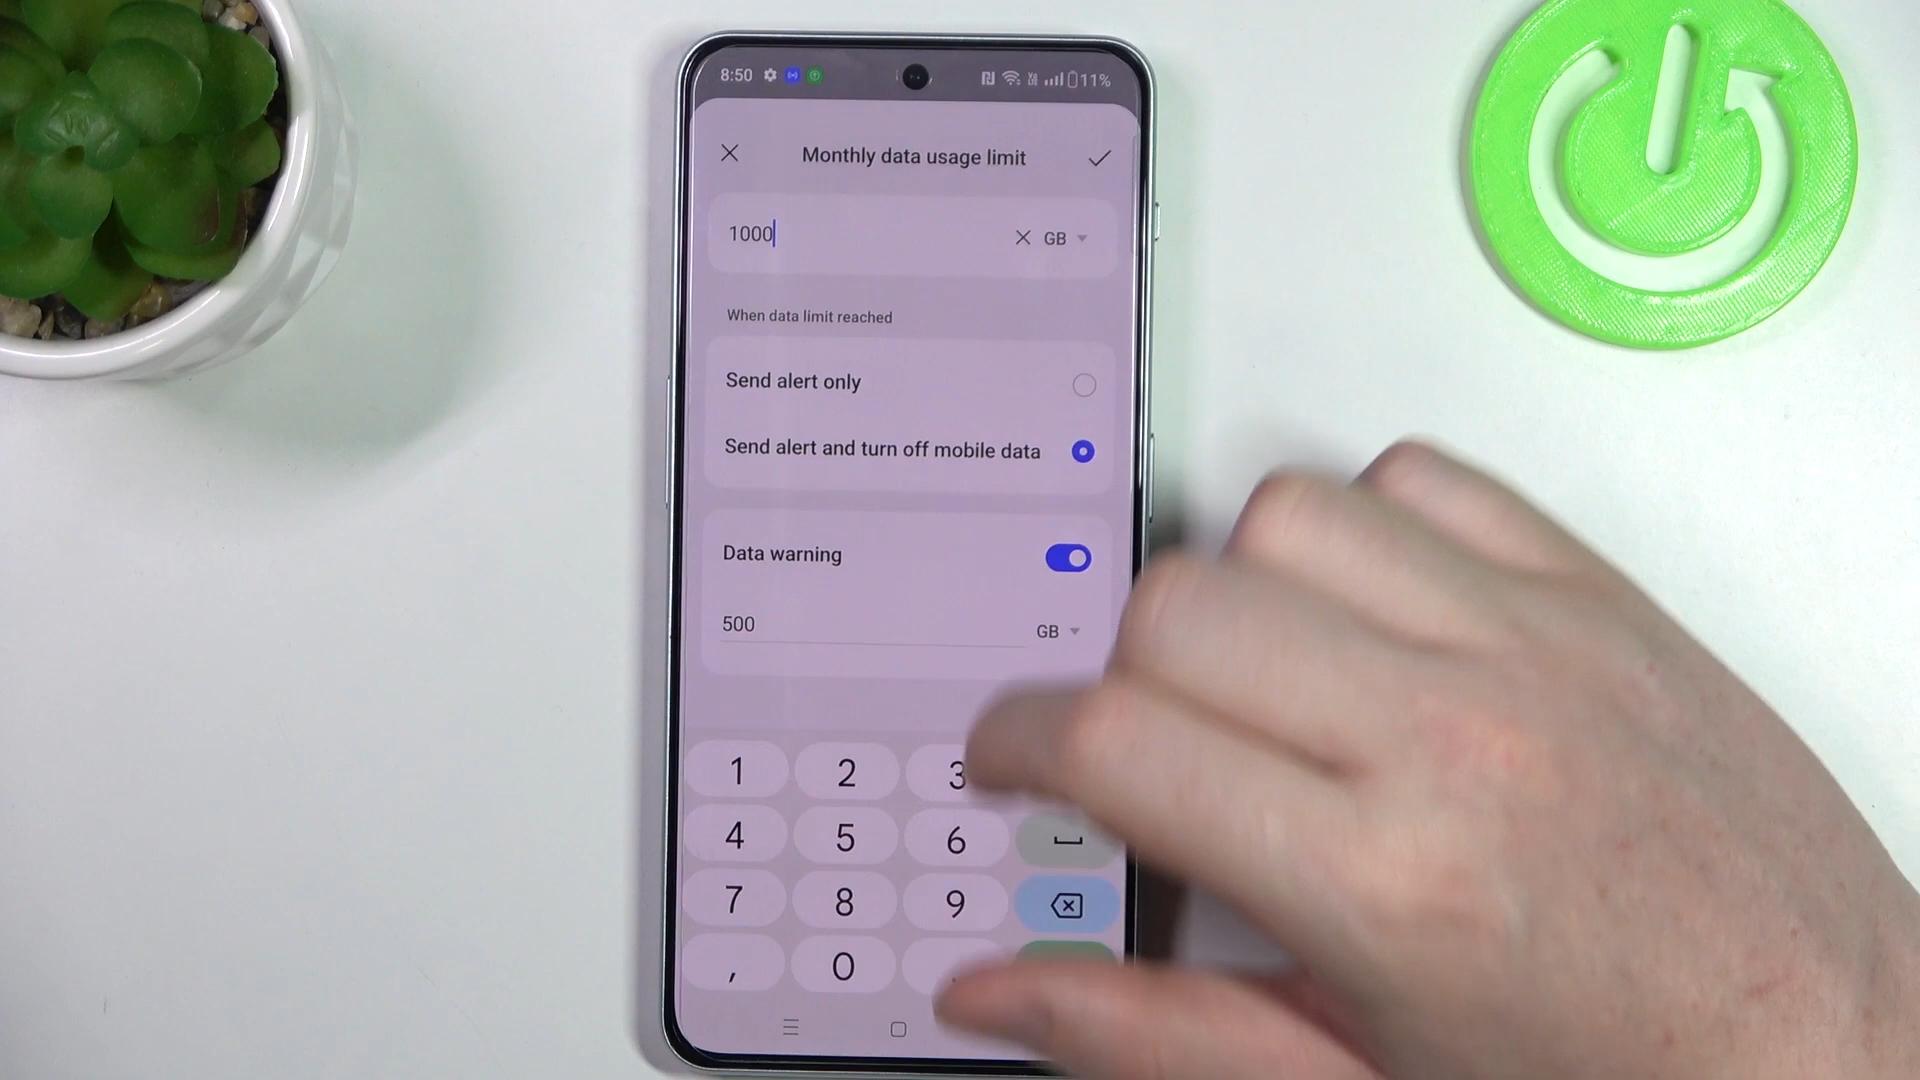 8:50 11%
Monthly data usage limit
1000 GB
When data limit reached
Send alert only
Send alert and turn off mobile data
Data warning
500 GB
1 2 3
4 5 6
7 8 9
, 0 .